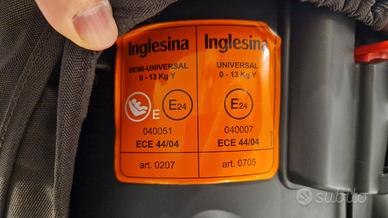 Inglesina
SEMI-UNIVERSAL
0 - 13 Kg Y
E
E24
040051
ECE 44/04
art. 0207
Inglesina
UNIVERSAL
0 - 13 Kg Y
E24
040007
ECE 44/04
art. 0705
subito